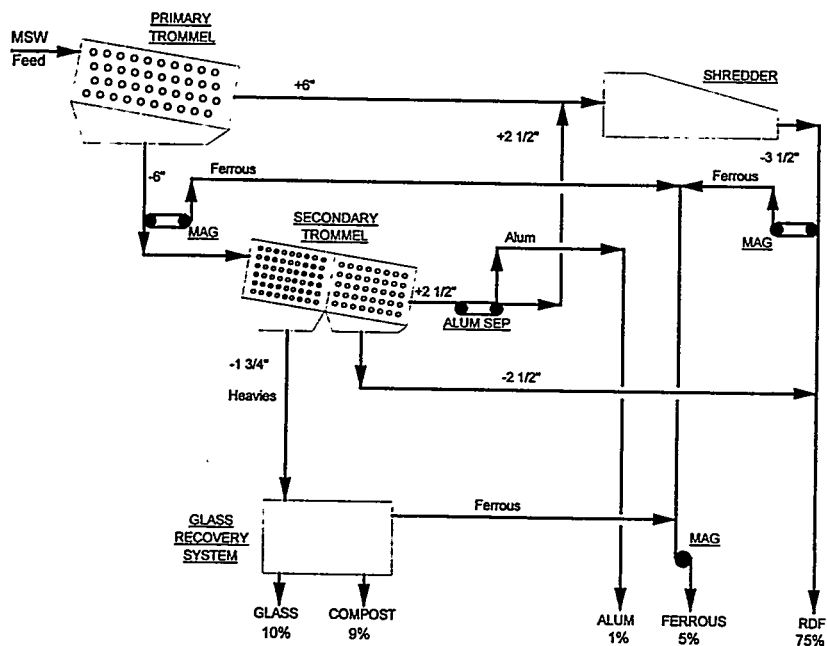 PRIMARY
TROMMEL
MSW
Feed
+6"
SHREDDER
+2 1/2"
-3 1/2"
-6"
Ferrous
Ferrous
MAG
SECONDARY
TROMMEL
Alum
MAG
+2 1/2"
ALUM SEP
-1 3/4"
Heavies
-2 1/2"
GLASS
RECOVERY
SYSTEM
Ferrous
MAG
GLASS
10%
COMPOST
9%
ALUM
1%
FERROUS
5%
RDF
75%